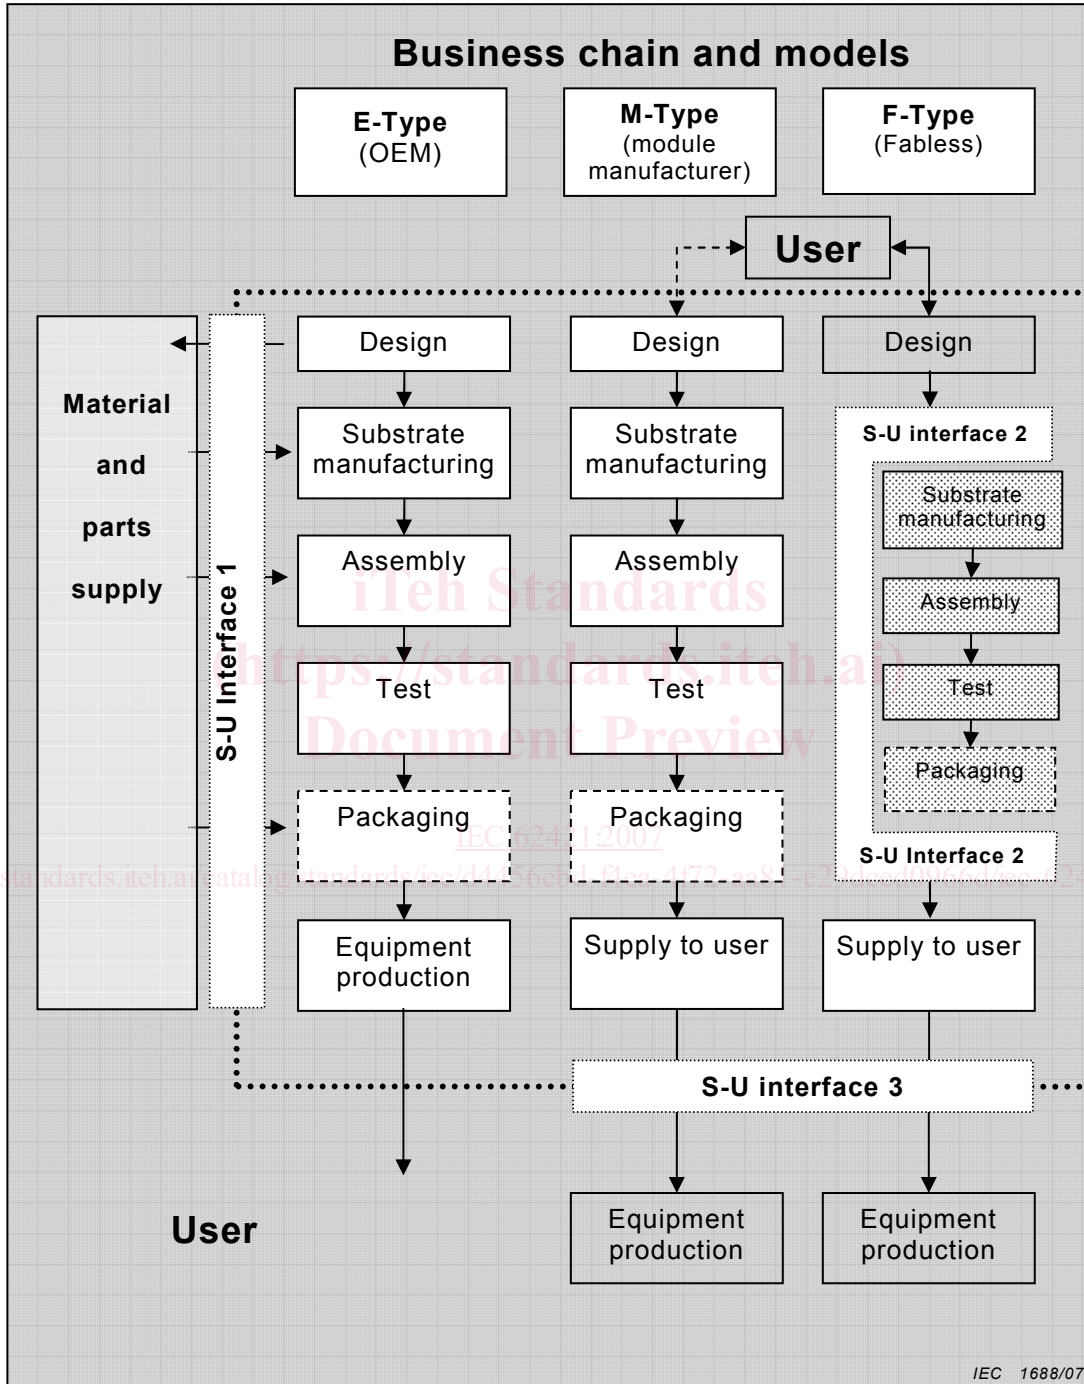 Business chain and models
E-Type
(OEM)
M-Type
(module
manufacturer)
F-Type
(Fabless)
User
Material
and
parts
supply
S-U Interface 1
Design
Substrate
manufacturing
Assembly
Test
Packaging
Equipment
production
Design
Substrate
manufacturing
Assembly
Test
Packaging
Supply to user
Design
S-U interface 2
Substrate
manufacturing
Assembly
Test
Packaging
S-U Interface 2
Supply to user
S-U interface 3
User
Equipment
production
Equipment
production
iTeh Standards
(https://standards.iteh.ai)
Document Preview
IEC 62421:2007
IEC 1688/07